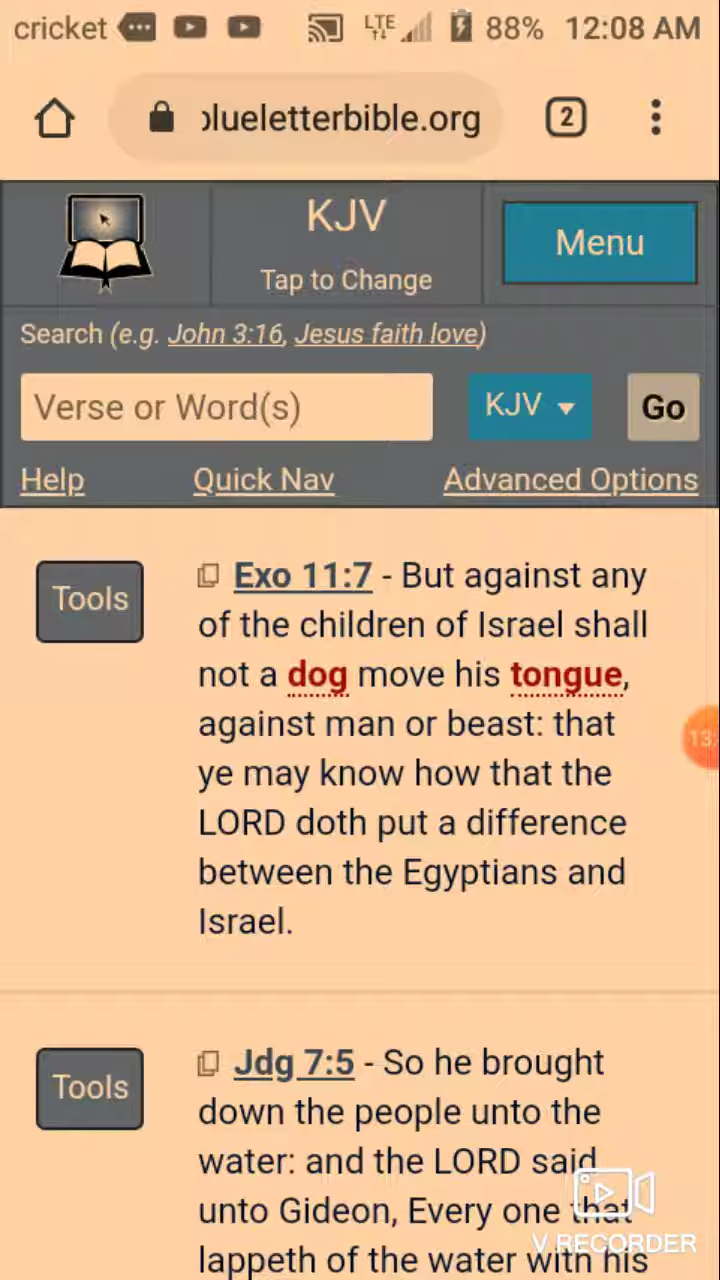 cricket LTE 88% 12:08 AM
blueletterbible.org 2
KJV
Tap to Change
Menu
Search (e.g. John 3:16, Jesus faith love)
Verse or Word(s) KJV Go
Help Quick Nav Advanced Options
Tools
Exo 11:7 - But against any
of the children of Israel shall
not a dog move his tongue,
against man or beast: that
ye may know how that the
LORD doth put a difference
between the Egyptians and
Israel.
13
Tools
Jdg 7:5 - So he brought
down the people unto the
water: and the LORD said
unto Gideon, Every one that
lappeth of the water with his
V RECORDER